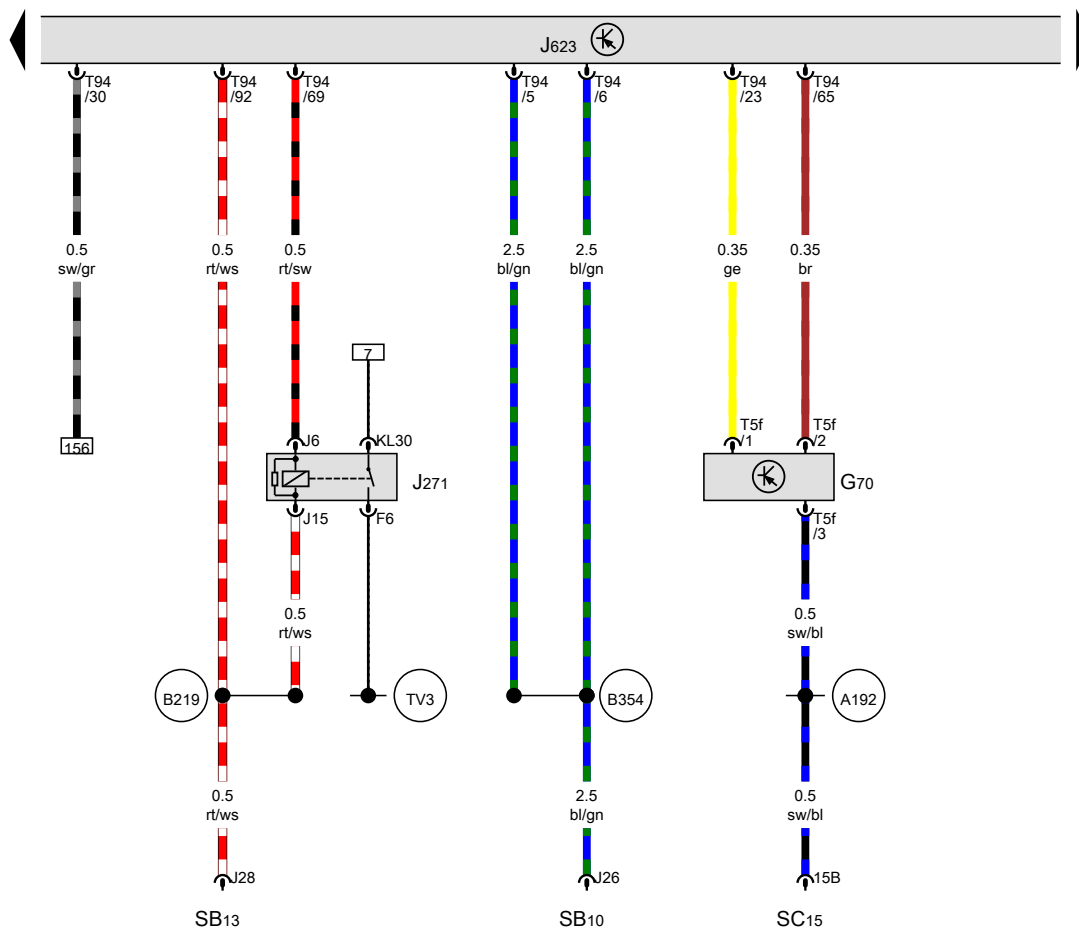 J623
T94 T94 T94 T94 T94 T94 T94
/30 /92 /69 /5 /6 /23 /65
0.5 0.5 0.5 2.5 2.5 0.35 0.35
sw/gr rt/ws rt/sw bl/gn bl/gn ge br
7
T5f T5f
156 J6 KL30 /1 /2
J271 G70
J15 F6 T5f
/3
0.5 0.5
rt/ws sw/bl
B219 TV3 B354 A192
0.5 2.5 0.5
rt/ws bl/gn sw/bl
J28 J26 15B
SB13 SB10 SC15